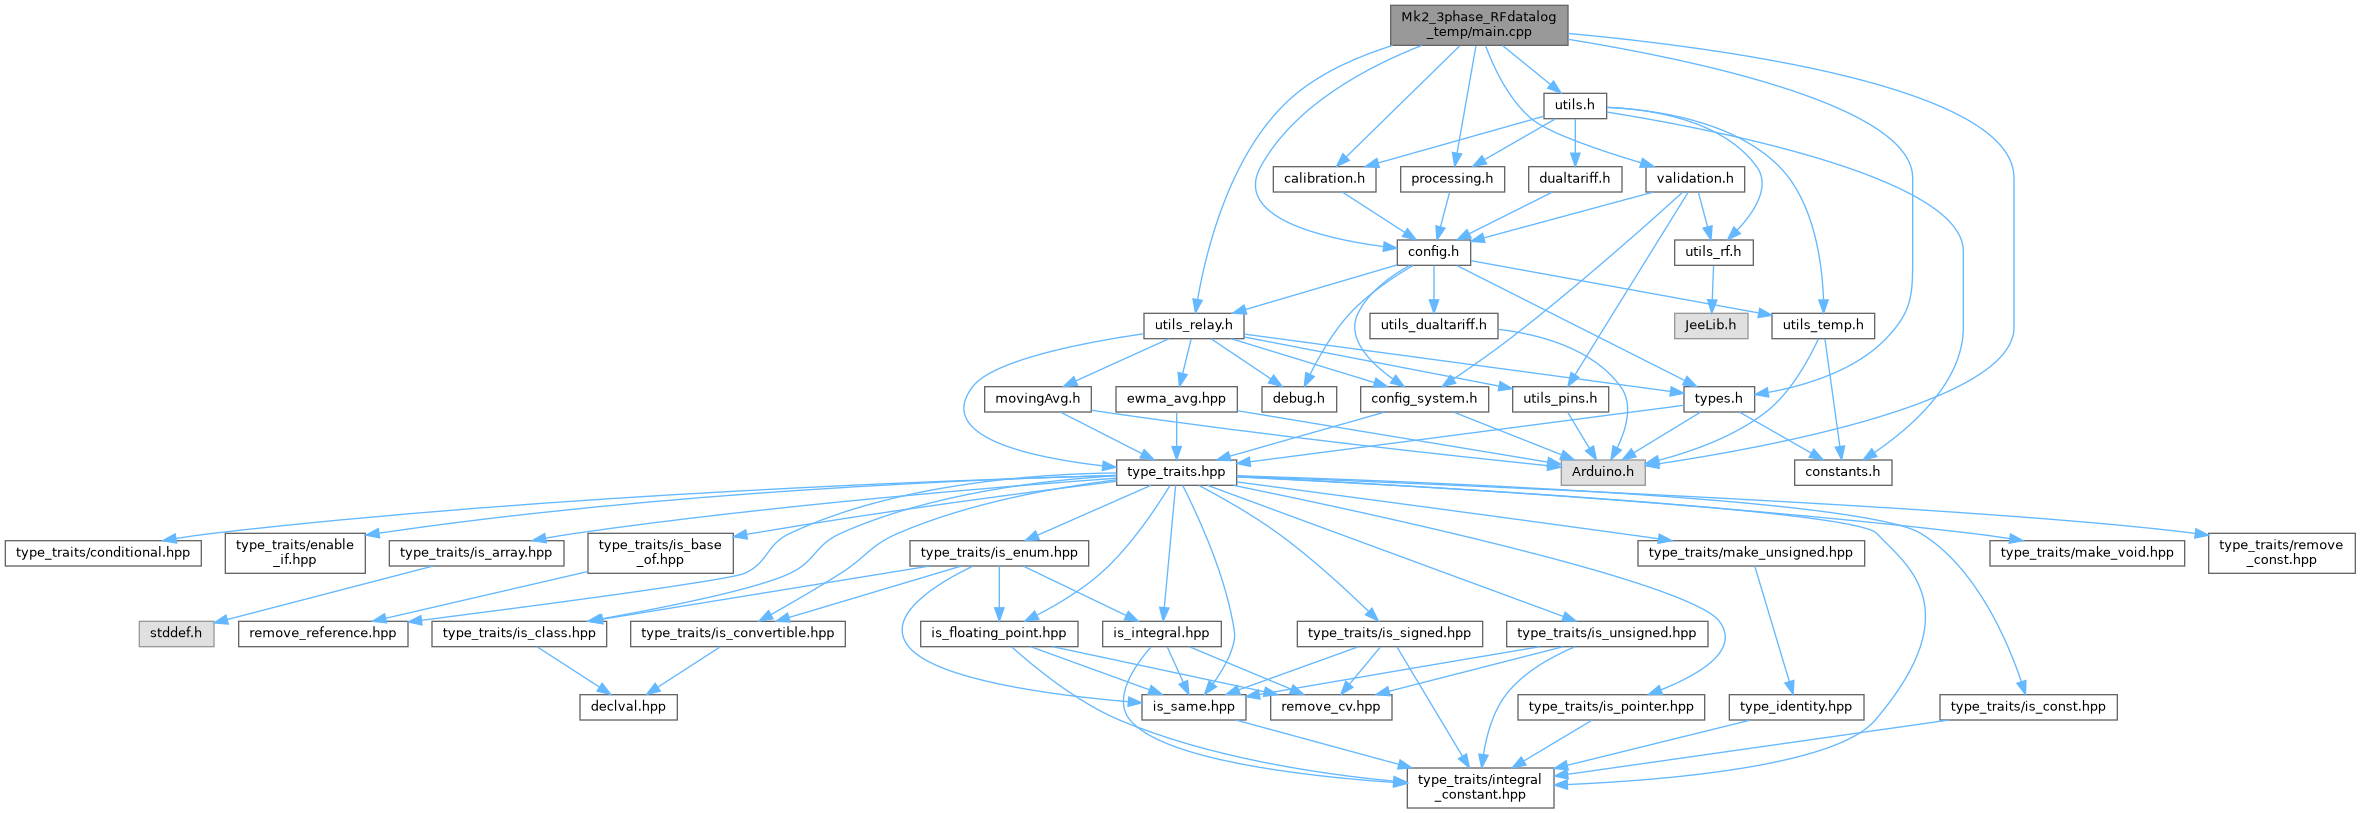 Mk2_3phase_RFdatalog
_temp/main.cpp
utils.h
calibration.h
processing.h
dualtariff.h
validation.h
config.h
utils_rf.h
utils_relay.h
utils_dualtariff.h
JeeLib.h
utils_temp.h
movingAvg.h
ewma_avg.hpp
debug.h
config_system.h
utils_pins.h
types.h
type_traits.hpp
Arduino.h
constants.h
type_traits/conditional.hpp
type_traits/enable
_if.hpp
type_traits/is_array.hpp
type_traits/is_base
_of.hpp
type_traits/is_enum.hpp
type_traits/make_unsigned.hpp
type_traits/make_void.hpp
type_traits/remove
_const.hpp
stddef.h
remove_reference.hpp
type_traits/is_class.hpp
type_traits/is_convertible.hpp
is_floating_point.hpp
is_integral.hpp
type_traits/is_signed.hpp
type_traits/is_unsigned.hpp
declval.hpp
is_same.hpp
remove_cv.hpp
type_traits/is_pointer.hpp
type_identity.hpp
type_traits/is_const.hpp
type_traits/integral
_constant.hpp